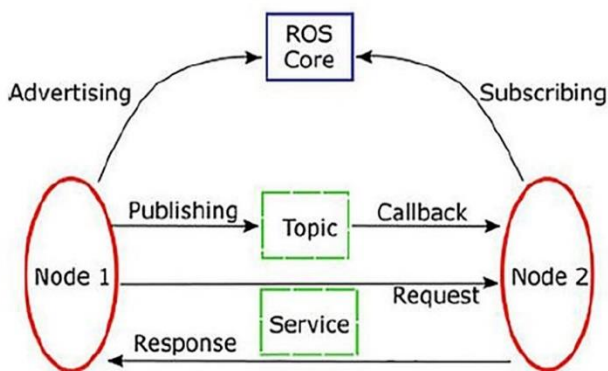 ROS
Core
Advertising
Subscribing
Publishing
Topic
Callback
Node 1
Node 2
Request
Service
Response